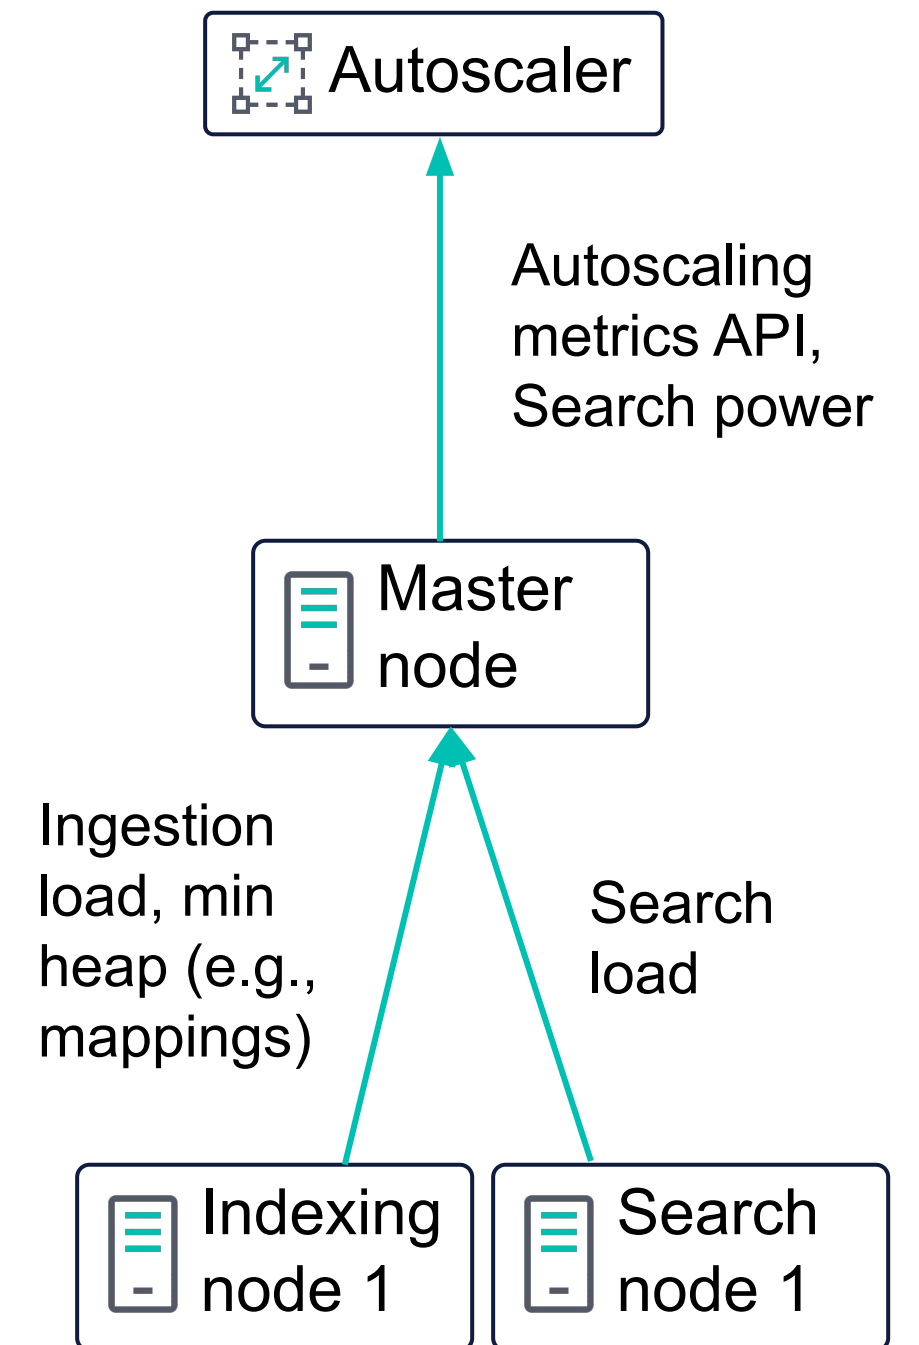 Autoscaler
Autoscaling
metrics API,
Search power
Master
node
Ingestion
load, min
heap (e.g.,
mappings)
Search
load
Indexing
node 1
Search
node 1